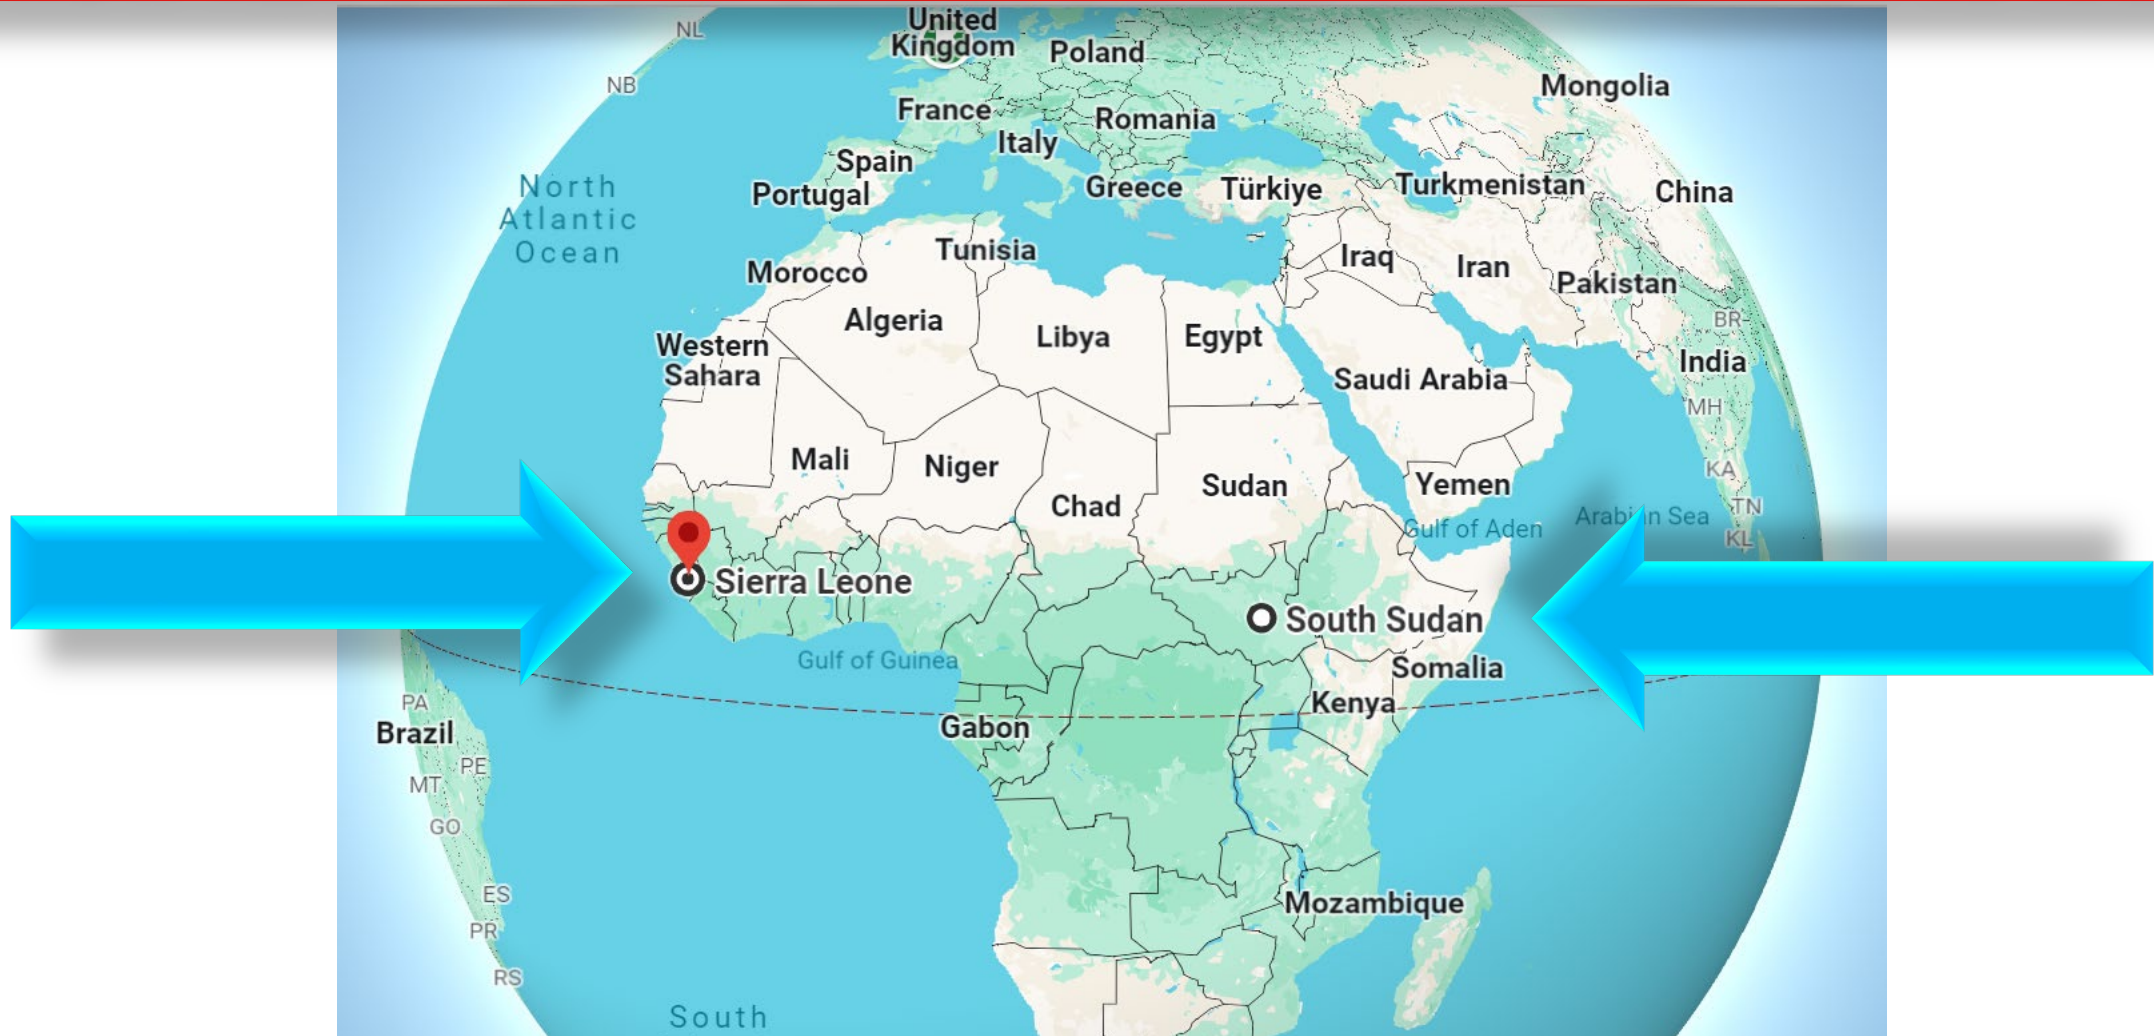 NL
United
Kingdom
Poland
NB
Mongolia
France
Romania
Italy
Spain
North
Atlantic
Ocean
Portugal
Greece
Türkiye
Turkmenistan
China
Tunisia
Morocco
Iraq
Iran
Pakistan
Algeria
BR
Libya
Egypt
Western
Sahara
India
Saudi Arabia
MH
Mali
Niger
KA
Sudan
Yemen
Chad
TN
Gulf of Aden
Arabian Sea
KL
Sierra Leone
South Sudan
Gulf of Guinea
Somalia
PA
Kenya
Brazil
Gabon
PE
MT
GO
ES
Mozambique
PR
RS
South